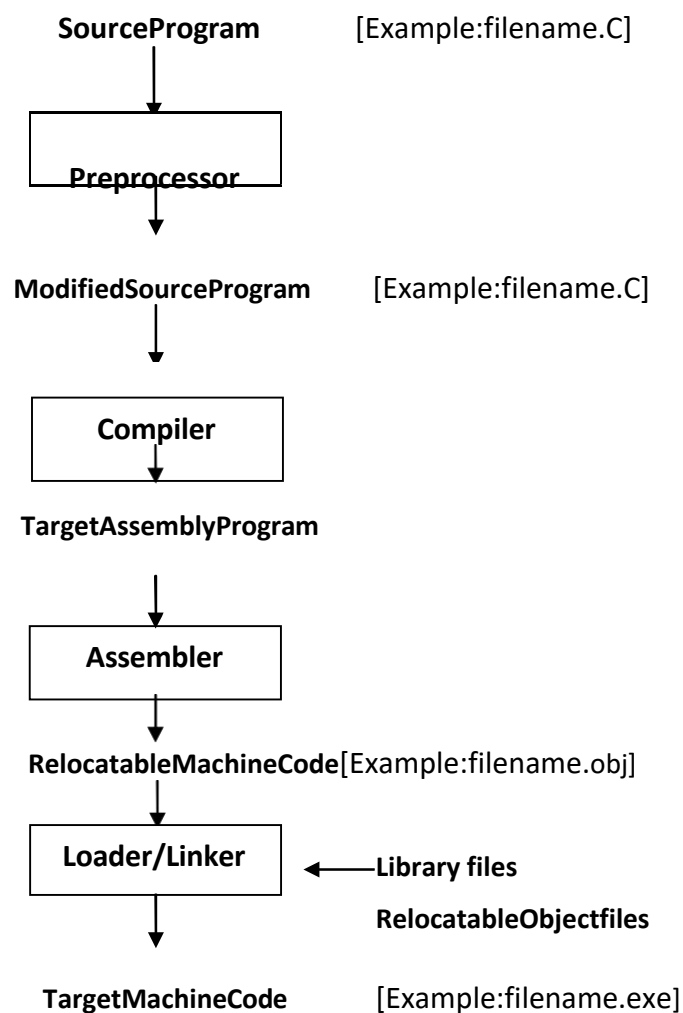 SourceProgram [Example:filename.C]
Preprocessor
ModifiedSourceProgram [Example:filename.C]
Compiler
TargetAssemblyProgram
Assembler
RelocatableMachineCode[Example:filename.obj]
Loader/Linker Library files
RelocatableObjectfiles
TargetMachineCode [Example:filename.exe]